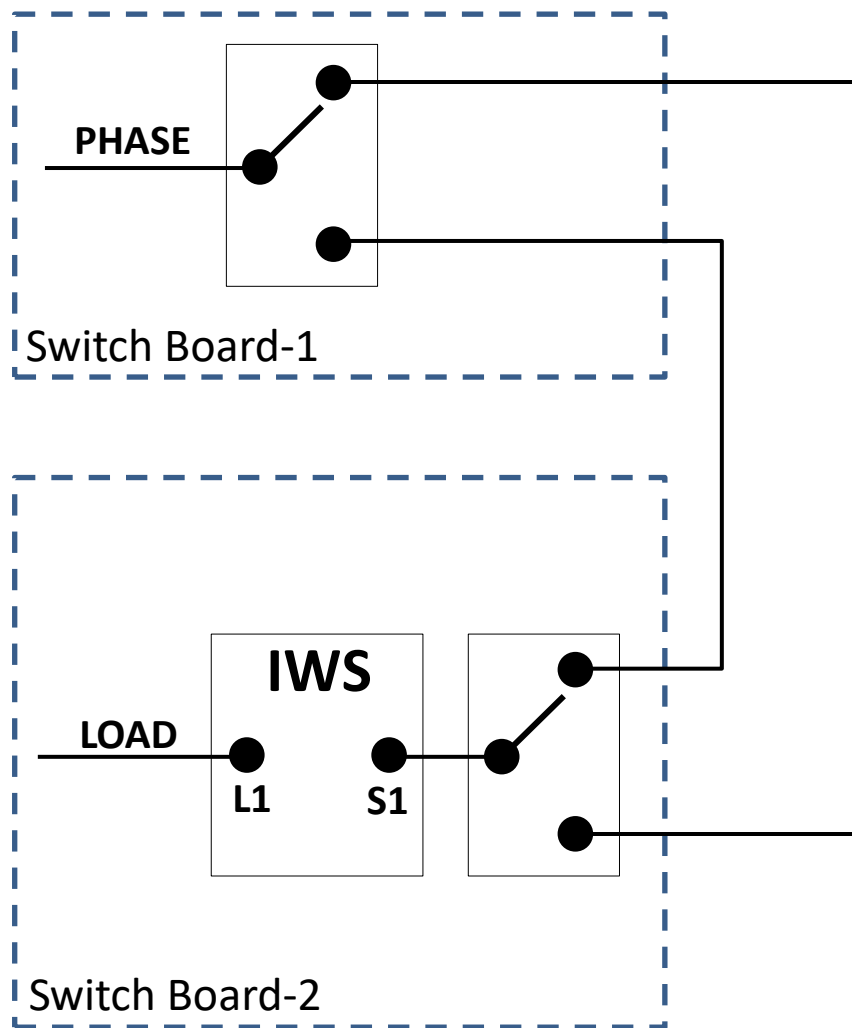 PHASE
Switch Board-1
IWS
LOAD
L1
S1
Switch Board-2